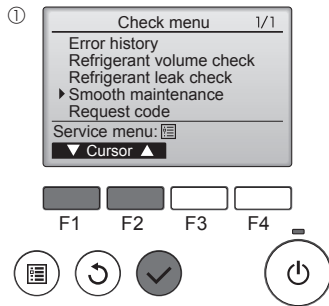 ①
Check menu 1/1
Error history
Refrigerant volume check
Refrigerant leak check
Smooth maintenance
Request code
Service menu:
▼ Cursor ▲
F1 F2 F3 F4